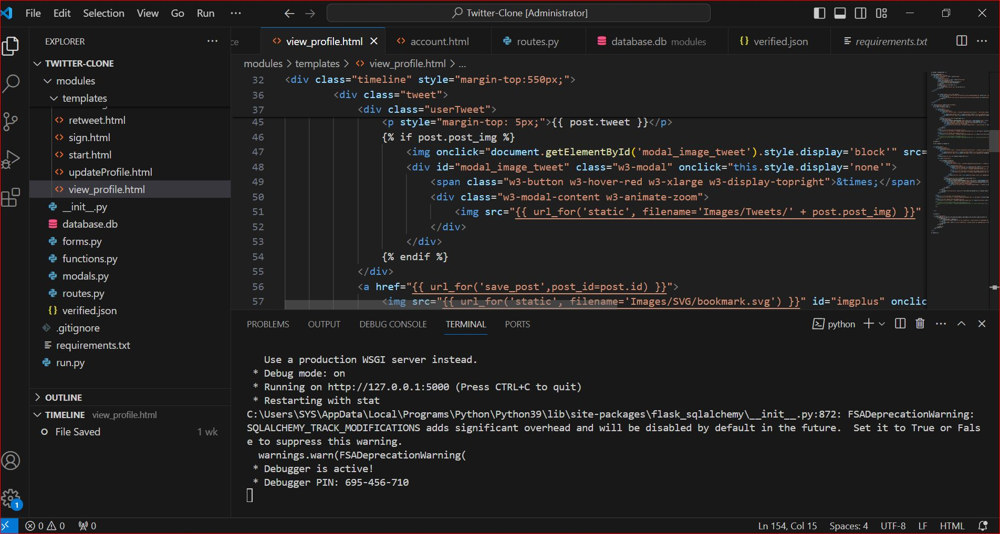 File Edit Selection View Go Run ··· Twitter-Clone [Administrator]
EXPLORER ···
TWITTER-CLONE
modules
templates
retweet.html
sign.html
start.html
updateProfile.html
view_profile.html
__init__.py
database.db
forms.py
functions.py
modals.py
routes.py
verified.json
.gitignore
requirements.txt
run.py
OUTLINE
TIMELINE view_profile.html
File Saved 1 wk
1
ce view_profile.html account.html routes.py database.db modules verified.json requirements.txt ···
modules > templates > view_profile.html > ...
32 <div class="timeline" style="margin-top:550px;">
36 <div class="tweet">
37 <div class="userTweet">
45 <p style="margin-top: 5px;">{{ post.tweet }}</p>
46 {% if post.post_img %}
47 <img onclick="document.getElementById('modal_image_tweet').style.display='block'" src=
48 <div id="modal_image_tweet" class="w3-modal" onclick="this.style.display='none'">
49 <span class="w3-button w3-hover-red w3-xlarge w3-display-topright">&times;</span>
50 <div class="w3-modal-content w3-animate-zoom">
51 <img src="{{ url_for('static', filename='Images/Tweets/' + post.post_img) }}"
52 </div>
53 </div>
54 {% endif %}
55 </div>
56 <a href="{{ url_for('save_post',post_id=post.id) }}">
57 <img src="{{ url_for('static', filename='Images/SVG/bookmark.svg') }}" id="imgplus" onclic
PROBLEMS OUTPUT DEBUG CONSOLE TERMINAL PORTS python ···
Use a production WSGI server instead.
* Debug mode: on
* Running on http://127.0.0.1:5000 (Press CTRL+C to quit)
* Restarting with stat
C:\Users\SYS\AppData\Local\Programs\Python\Python39\lib\site-packages\flask_sqlalchemy\__init__.py:872: FSADeprecationWarning:
SQLALCHEMY_TRACK_MODIFICATIONS adds significant overhead and will be disabled by default in the future.  Set it to True or Fals
e to suppress this warning.
warnings.warn(FSADeprecationWarning(
* Debugger is active!
* Debugger PIN: 695-456-710
0 0 0 Ln 154, Col 15 Spaces: 4 UTF-8 LF HTML